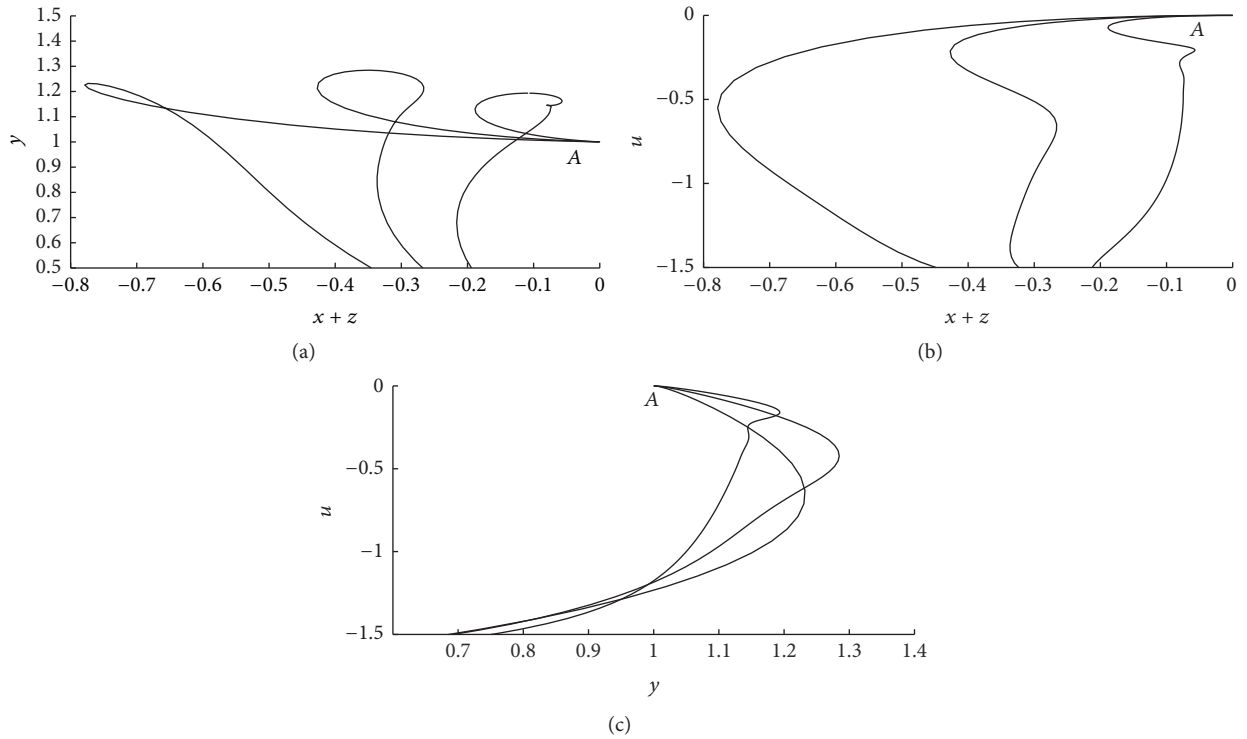 1.5
1.4
1.3
1.2
1.1
1
0.9
0.8
0.7
0.6
0.5
y
A
−0.8 −0.7 −0.6 −0.5 −0.4 −0.3 −0.2 −0.1 0
x + z
(a)
0
−0.5
−1
−1.5
u
A
−0.8 −0.7 −0.6 −0.5 −0.4 −0.3 −0.2 −0.1 0
x + z
(b)
0
−0.5
−1
−1.5
u
A
0.7 0.8 0.9 1 1.1 1.2 1.3 1.4
y
(c)